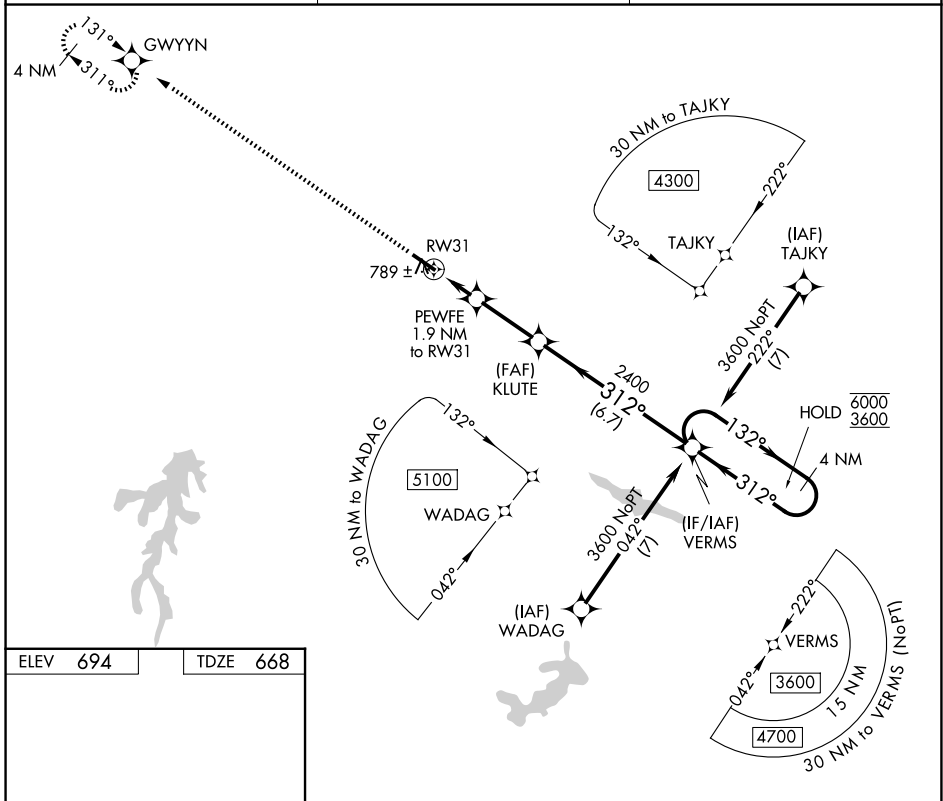 131°
GWYYN
4 NM
311°
30 NM to TAJKY
4300
222°
132°
TAJKY
(IAF)
TAJKY
RW31
789 ±
PEWFE
1.9 NM
to RW31
(FAF)
KLUTE
3600 NoPT
222°
(7)
2400
312°
(6.7)
HOLD 6000
3600
132°
4 NM
312°
30 NM to WADAG
132°
5100
WADAG
042°
(IF/IAF)
VERMS
3600 NoPT
042°
(7)
(IAF)
WADAG
222°
VERMS
042°
3600
15 NM
4700
30 NM to VERMS (NoPT)
ELEV 694
TDZE 668